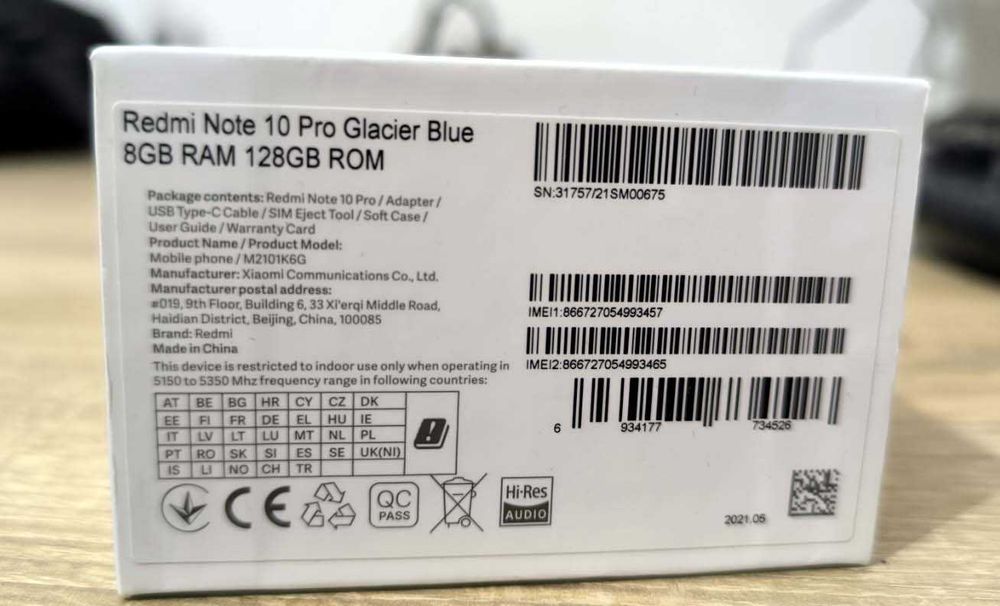 Redmi Note 10 Pro Glacier Blue
8GB RAM 128GB ROM
Package contents: Redmi Note 10 Pro / Adapter /
USB Type-C Cable / SIM Eject Tool / Soft Case /
User Guide / Warranty Card
Product Name / Product Model:
Mobile phone / M2101K6G
Manufacturer: Xiaomi Communications Co., Ltd.
Manufacturer postal address:
#019, 9th Floor, Building 6, 33 Xi'erqi Middle Road,
Haidian District, Beijing, China, 100085
Brand: Redmi
Made in China
This device is restricted to indoor use only when operating in
5150 to 5350 Mhz frequency range in following countries:
AT BE BG HR CY CZ DK
EE FI FR DE EL HU IE
IT LV LT LU MT NL PL
PT RO SK SI ES SE UK(NI)
IS LI NO CH TR
CE
QC
PASS
Hi-Res
AUDIO
SN:31757/21SM00675
IMEI1:866727054993457
IMEI2:866727054993465
6 934177 734526
2021.05